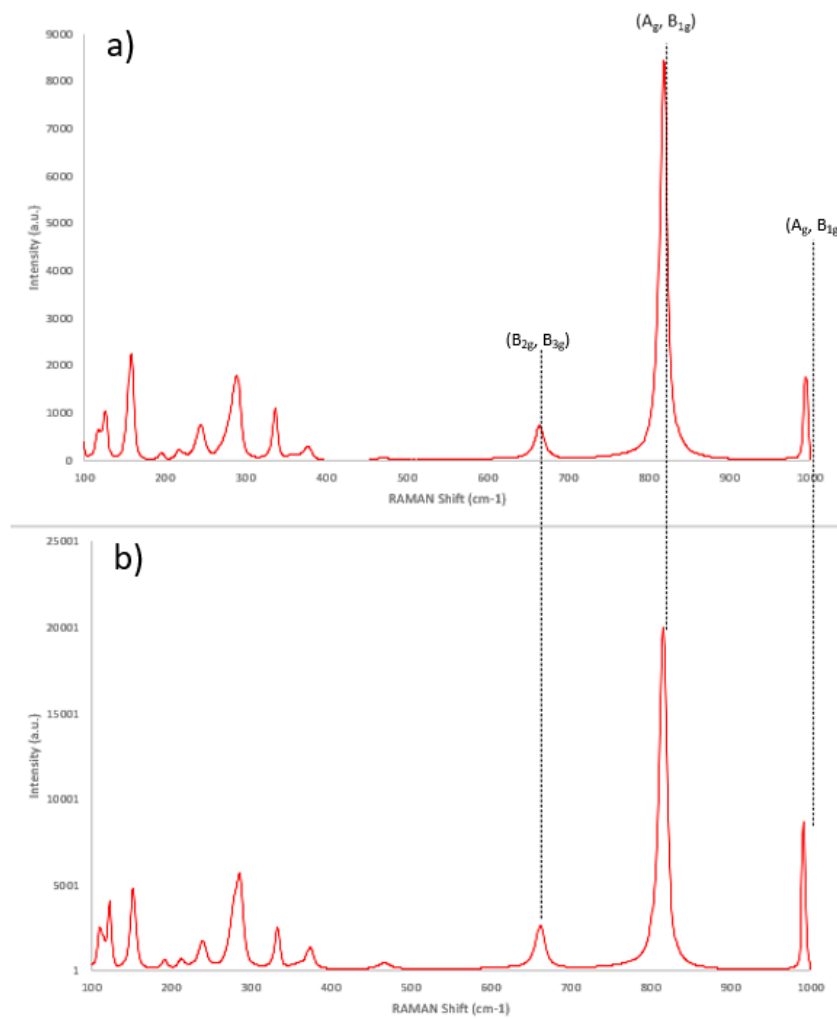 (Ag, B1g)
a)
9000
8000
7000
6000
5000
4000
3000
2000
1000
0
Intensity (a.u.)
(Ag, B1g
(B2g, B3g)
100 200 300 400 500 600 700 800 900 1000
RAMAN Shift (cm-1)
b)
25001
20001
15001
10001
5001
1
Intensity (a.u.)
100 200 300 400 500 600 700 800 900 1000
RAMAN Shift (cm-1)